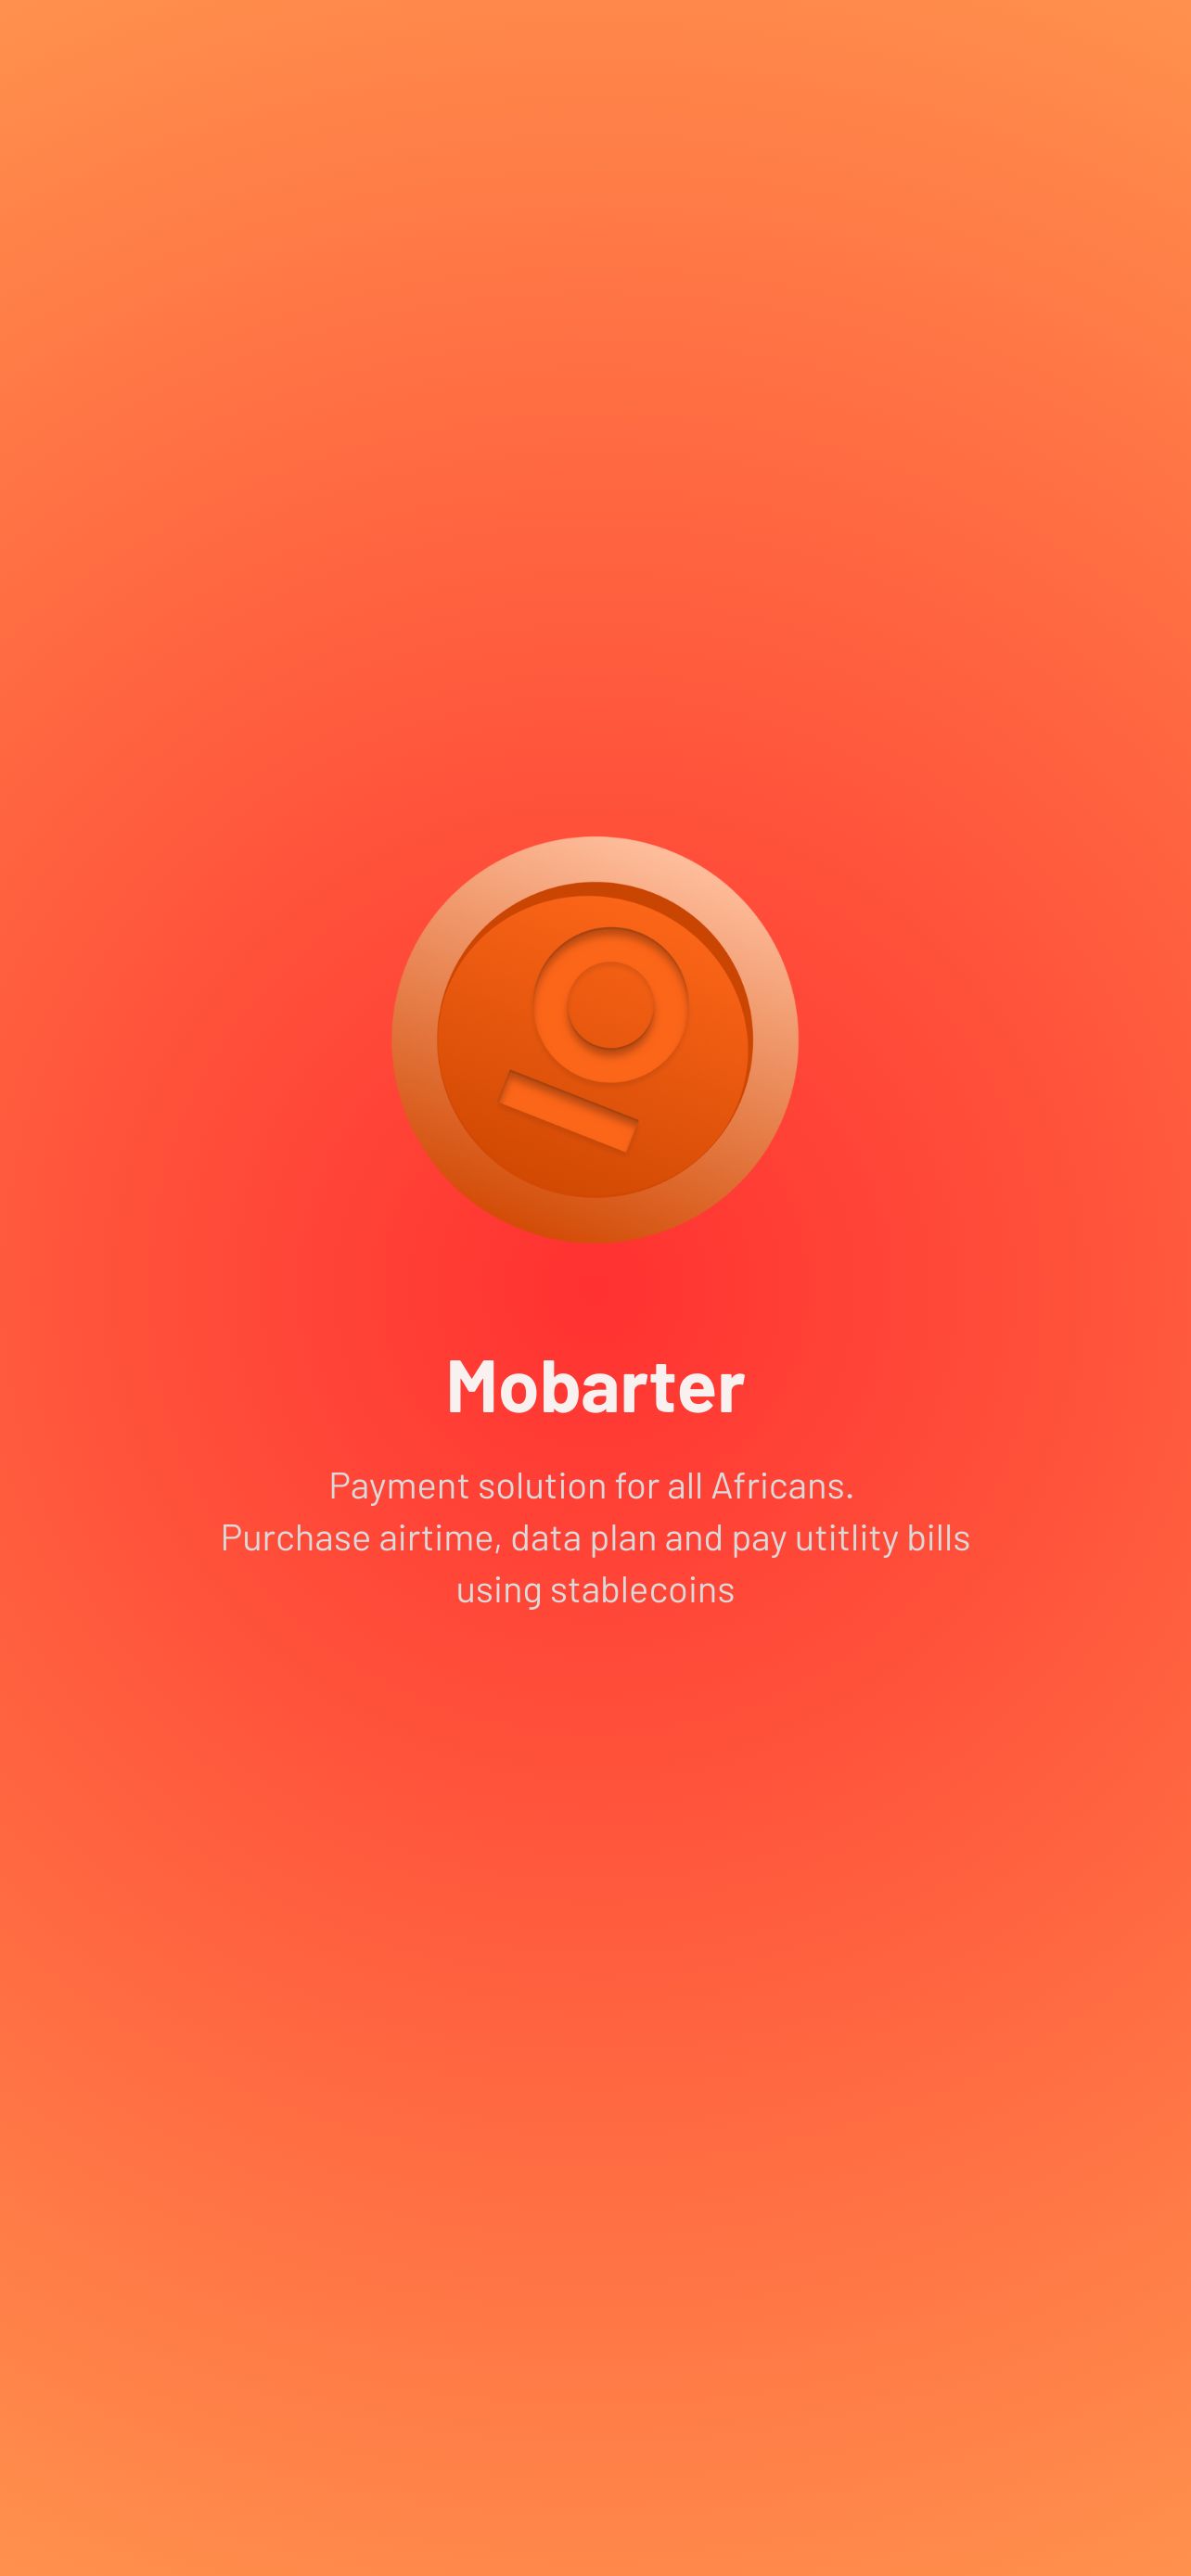 Mobarter
Payment solution for all Africans.
Purchase airtime, data plan and pay utitlity bills
using stablecoins